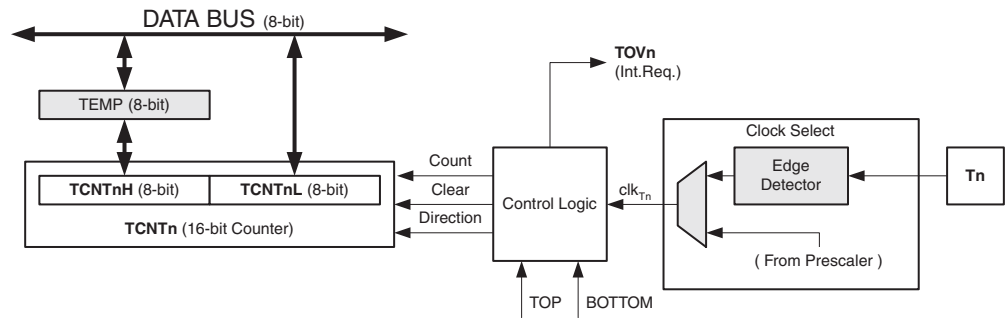 DATA BUS (8-bit)
TOVn
(Int.Req.)
TEMP (8-bit)
Clock Select
Count
Edge
Detector
TCNTnH (8-bit) TCNTnL (8-bit)
Clear
Control Logic
clkTn
Tn
TCNTn (16-bit Counter)
Direction
( From Prescaler )
TOP
BOTTOM